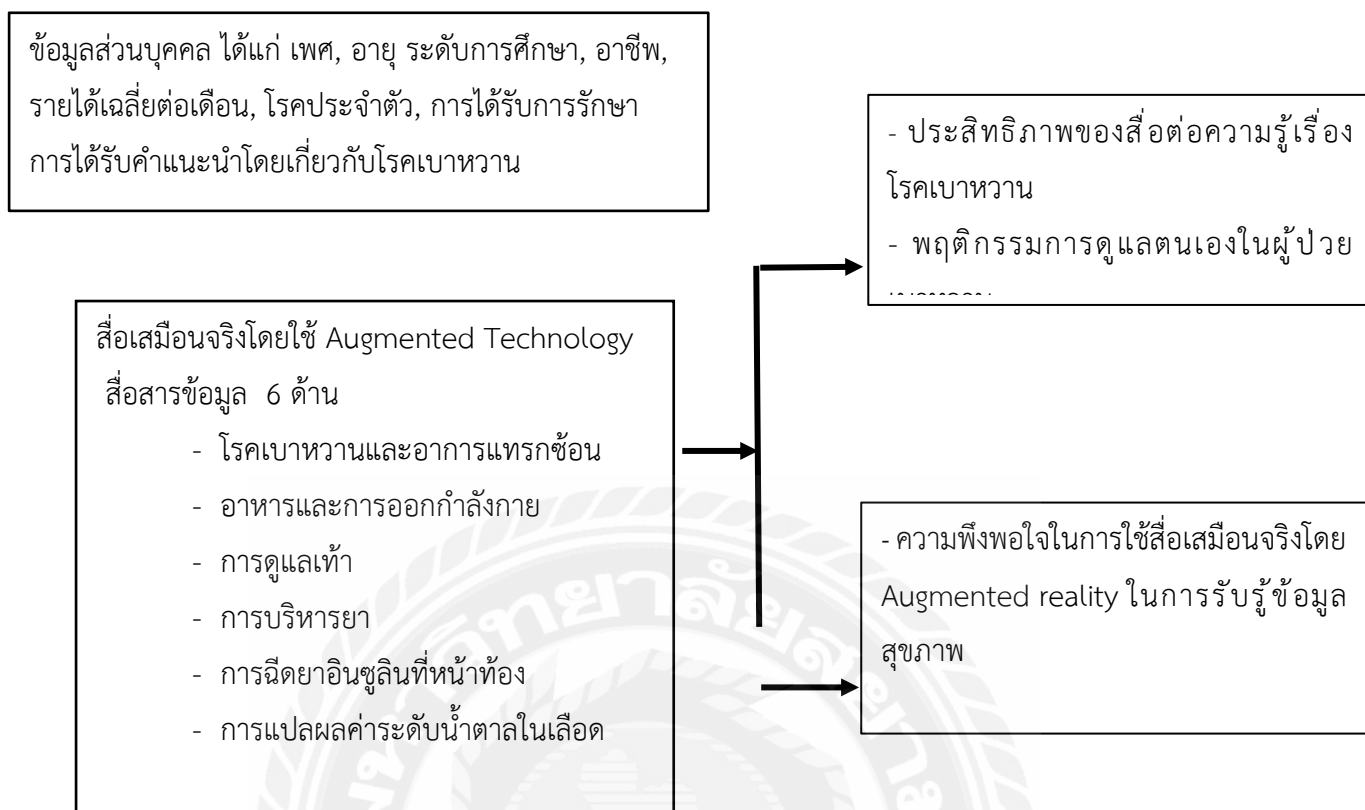 ข้อมูลส่วนบุคคล ได้แก่ เพศ, อายุ ระดับการศึกษา, อาชีพ,
รายได้เฉลี่ยต่อเดือน, โรคประจำตัว, การได้รับการรักษา
การได้รับคำแนะนำโดยเกี่ยวกับโรคเบาหวาน
สื่อเสมือนจริงโดยใช้ Augmented Technology
สื่อสารข้อมูล 6 ด้าน
- โรคเบาหวานและอาการแทรกซ้อน
- อาหารและการออกกำลังกาย
- การดูแลเท้า
- การบริหารยา
- การฉีดยาอินซูลินที่หน้าท้อง
- การแปลผลค่าระดับน้ำตาลในเลือด
- ประสิทธิภาพของสื่อต่อความรู้เรื่อง
โรคเบาหวาน
- พฤติกรรมการดูแลตนเองในผู้ป่วย
- ความพึงพอใจในการใช้สื่อเสมือนจริงโดย
Augmented reality ในการรับรู้ข้อมูล
สุขภาพ